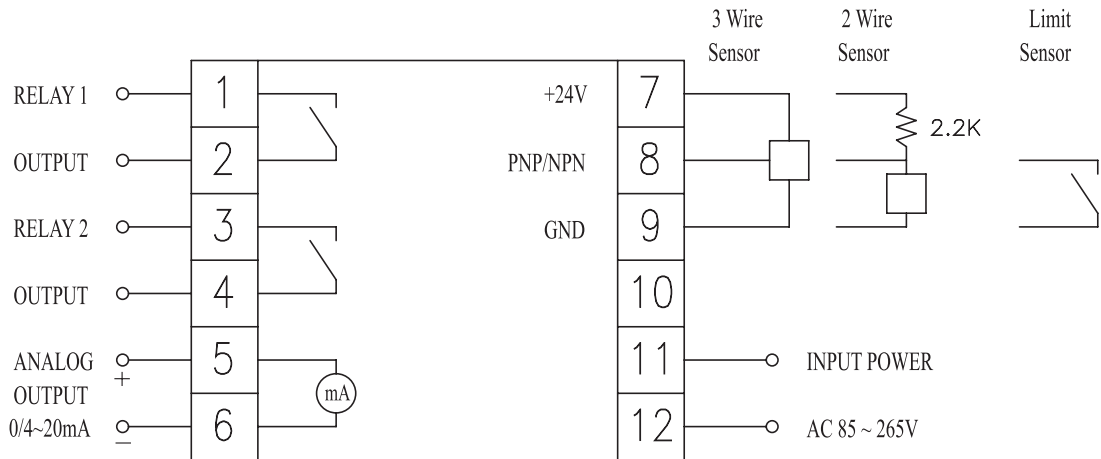 3 Wire
Sensor
2 Wire
Sensor
Limit
Sensor
RELAY 1
1
OUTPUT
2
RELAY 2
3
OUTPUT
4
ANALOG
+
OUTPUT
0/4~20mA
−
5
6
mA
+24V
7
PNP/NPN
8
GND
9
10
11
INPUT POWER
12
AC 85 ~ 265V
2.2K